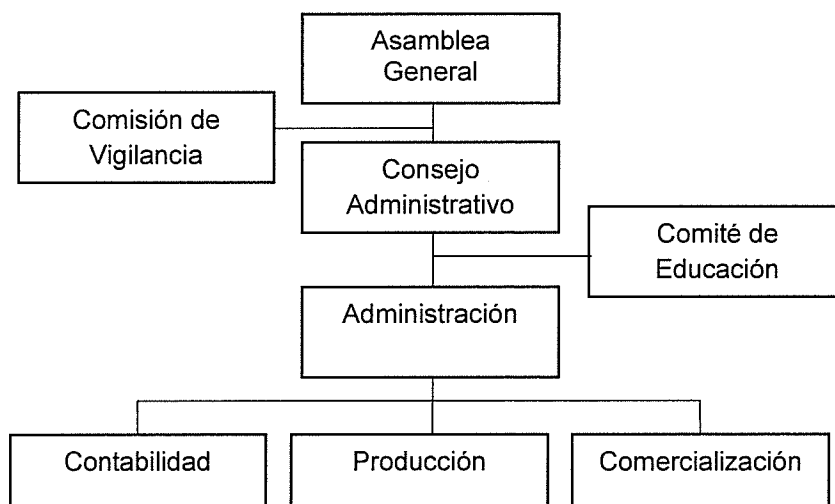 Asamblea
General
Comisión de
Vigilancia
Consejo
Administrativo
Comité de
Educación
Administración
Contabilidad
Producción
Comercialización